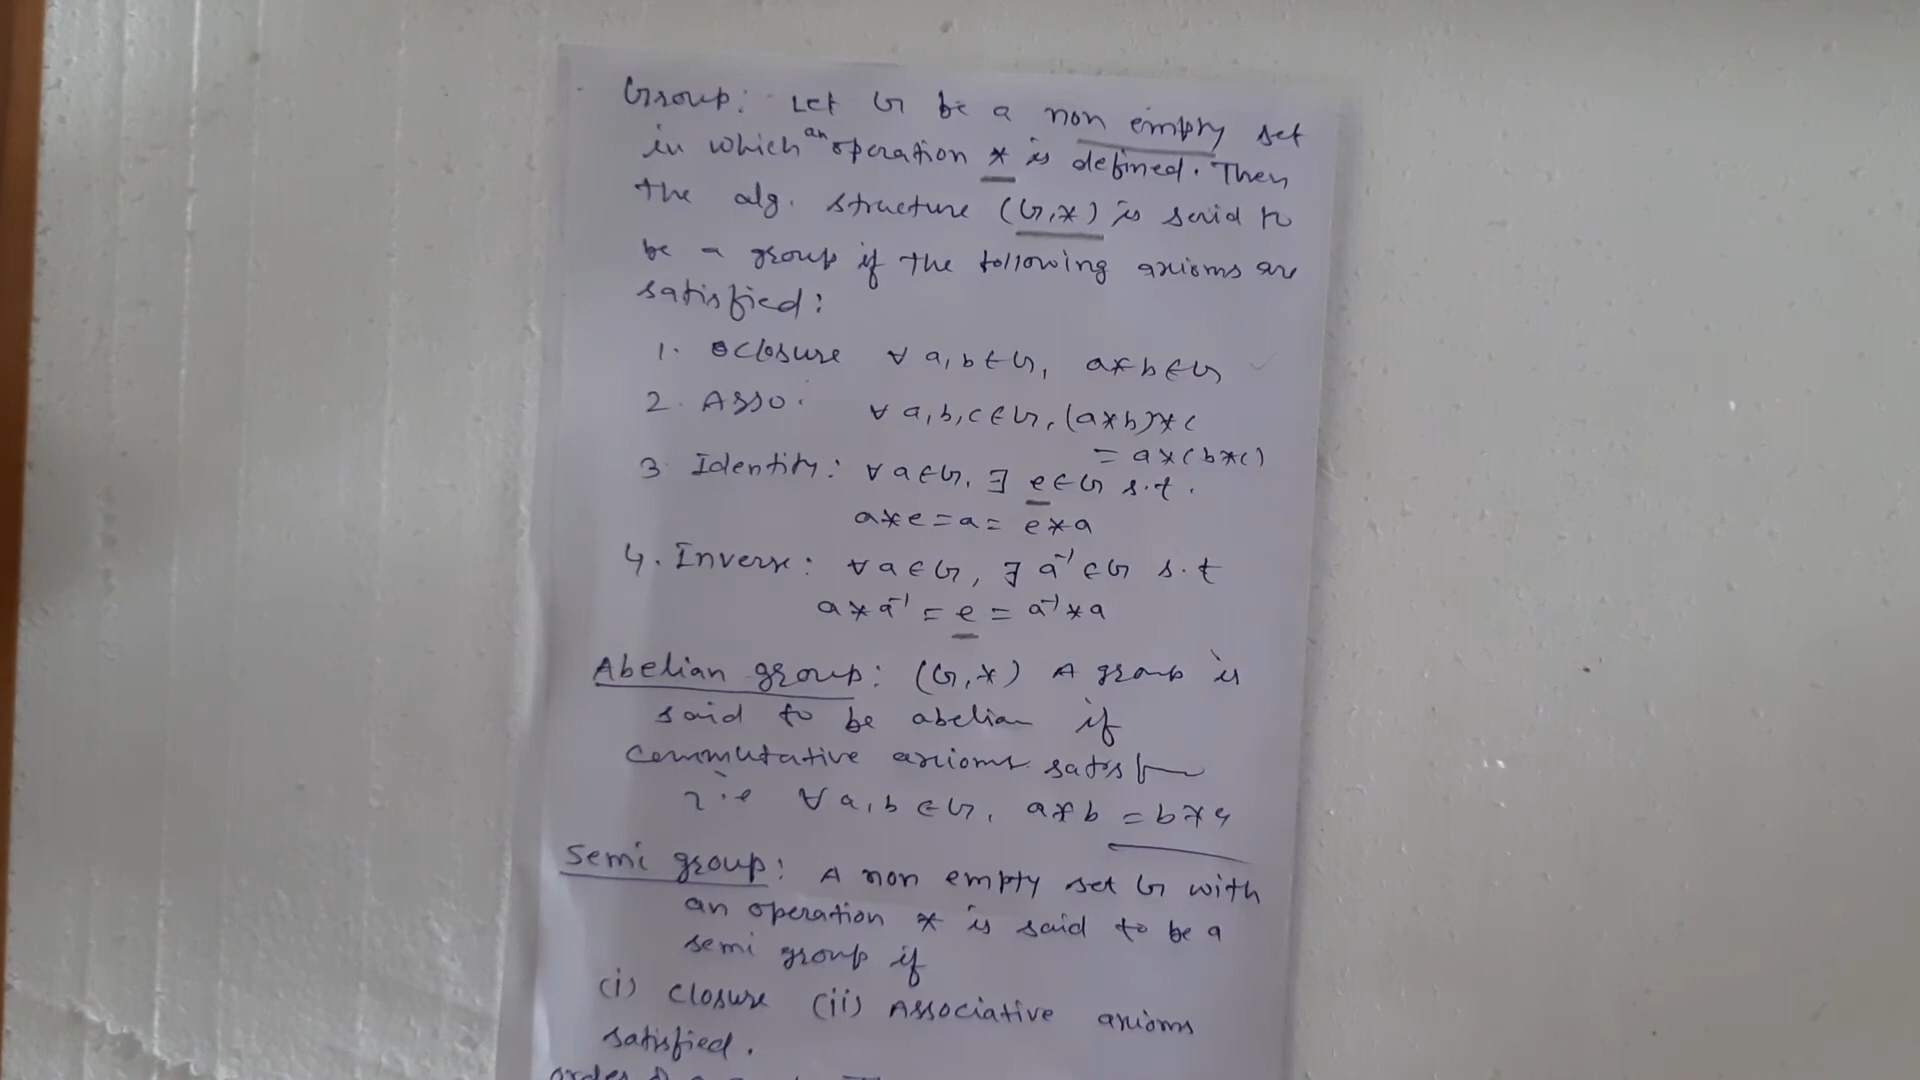 Group: Let G be a non empty set
in which an operation * is defined. Then
the alg. structure (G,*) is said to
be a group if the following axioms are
satisfied:
1. closure ∀ a,b∈G, a*b∈G
2. Asso. ∀ a,b,c∈G, (a*b)*c
= a*(b*c)
3 Identity: ∀ a∈G, ∃ e∈G s.t.
a*e=a= e*a
4. Inverse: ∀a∈G, ∃ a⁻¹∈G s.t
a*a⁻¹ = e = a⁻¹*a
Abelian group: (G,*) A group is
said to be abelian if
commutative axioms
i.e ∀a,b∈G, a*b = b*a
Semi group: A non empty set G with
an operation * is said to be a
semi group if
(i) closure (ii) Associative axioms
satisfied.